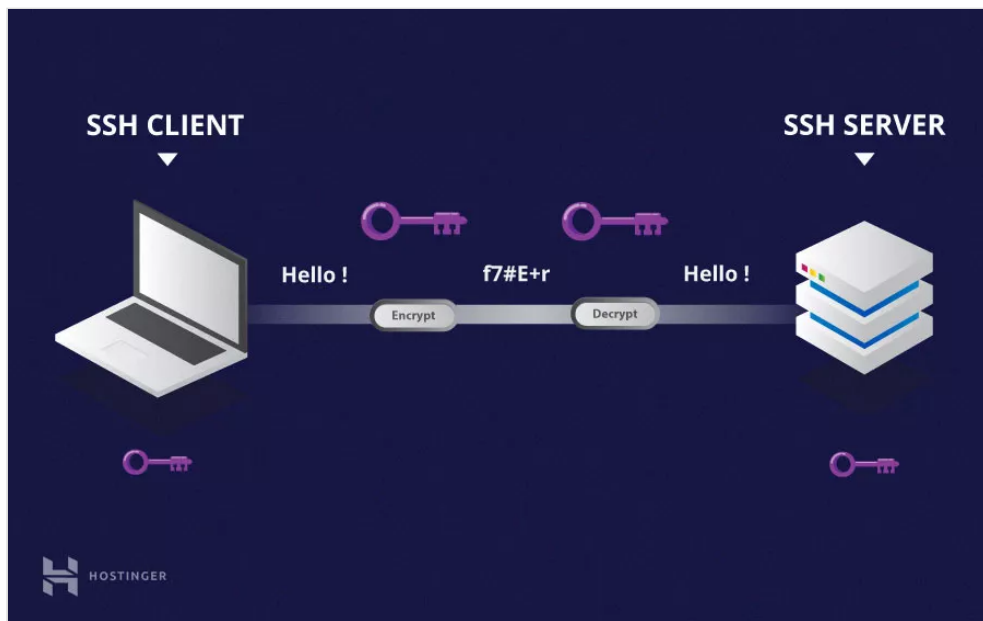 SSH CLIENT
SSH SERVER
Hello !
f7#E+r
Hello !
Encrypt
Decrypt
HOSTINGER